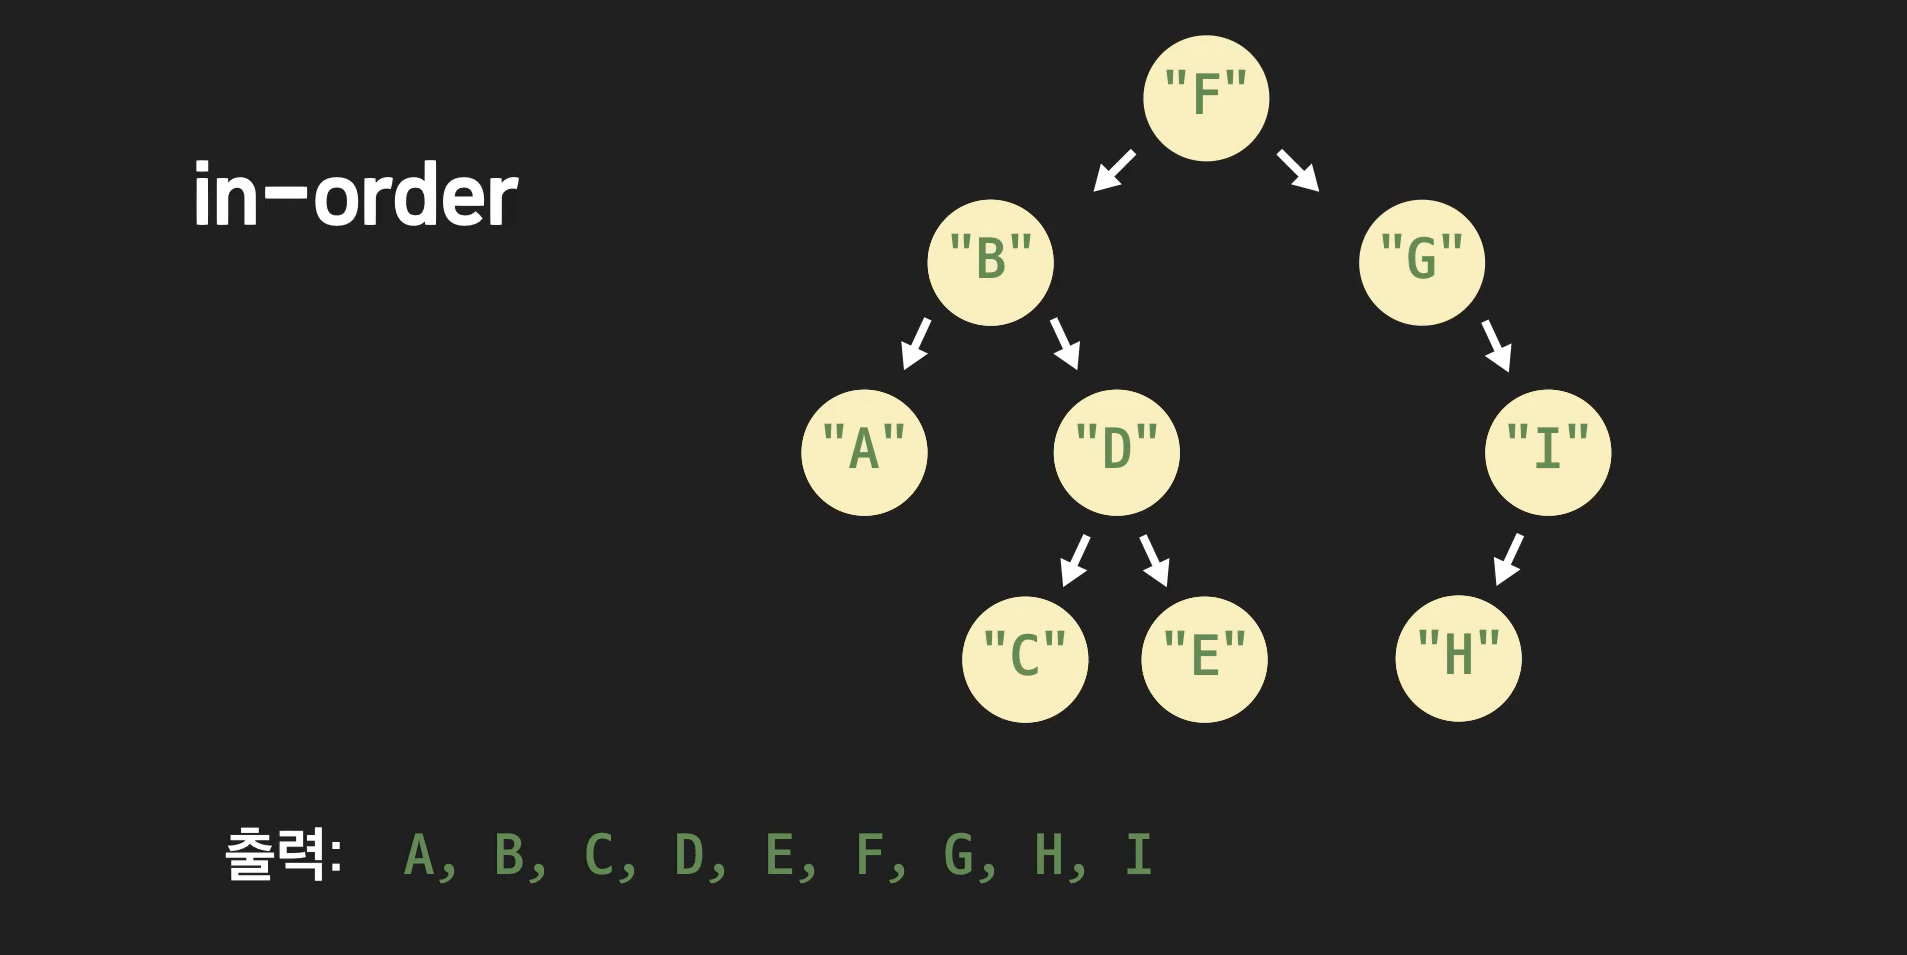 "F"
in-order
"B" "G"
"A" "D" "I"
"C" "E" "H"
출력: A, B, C, D, E, F, G, H, I